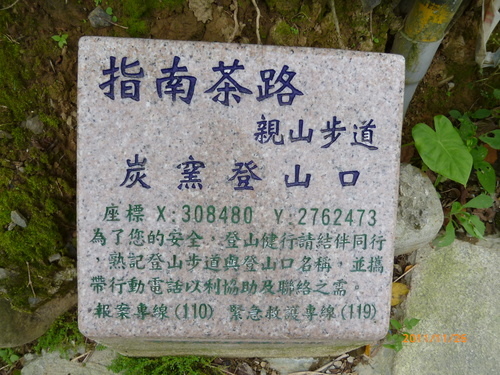 指南茶路
親山步道
炭窯登山口
座標 X:308480 Y:2762473
為了您的安全，登山健行請結伴同行
，熟記登山步道與登山口名稱，並攜
帶行動電話以利協助及聯絡之需。
報案專線(110) 緊急救護專線(119)